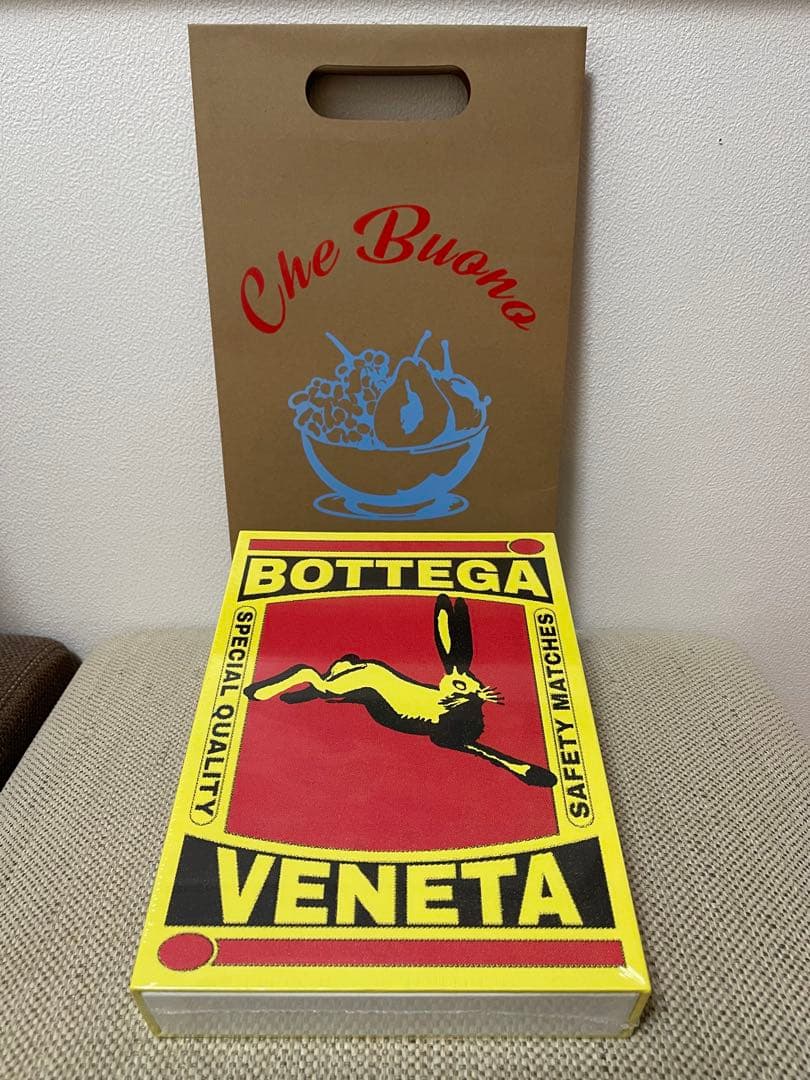 Che Buono
BOTTEGA
SPECIAL QUALITY
SAFETY MATCHES
VENETA